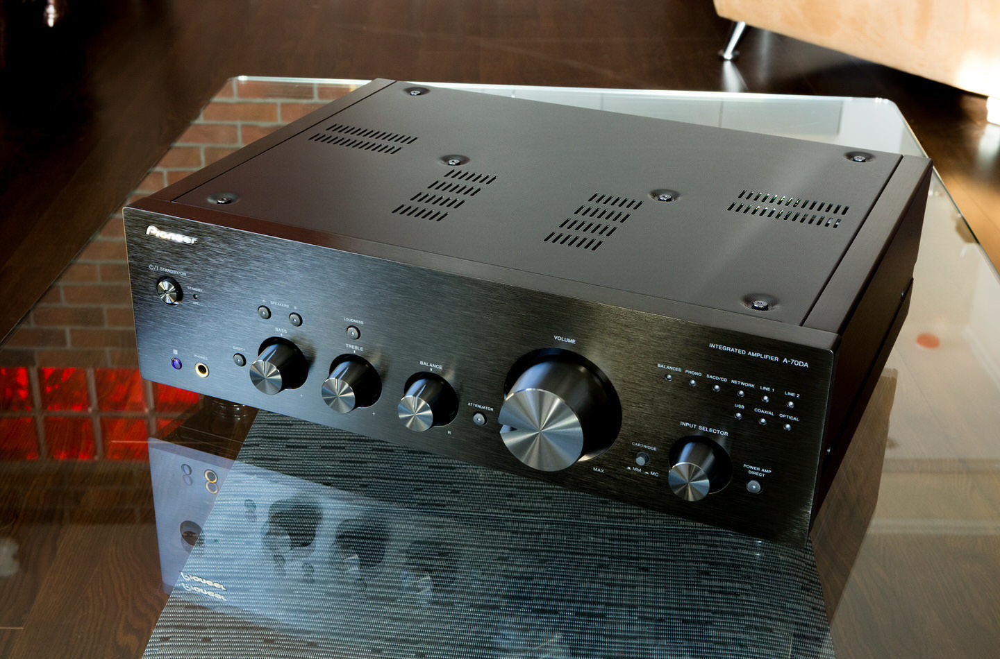 Pioneer
⏻/I STANDBY/ON
STANDBY
APD
A SPEAKERS B
LOUDNESS
DIRECT
BASS
TREBLE
BALANCE
R
PHONES
ATTENUATOR
VOLUME
MAX
INTEGRATED AMPLIFIER A-70DA
BALANCED PHONO SACD/CD NETWORK LINE 1 LINE 2
USB COAXIAL OPTICAL
INPUT SELECTOR
CARTRIDGE
MM MC
POWER AMP
DIRECT